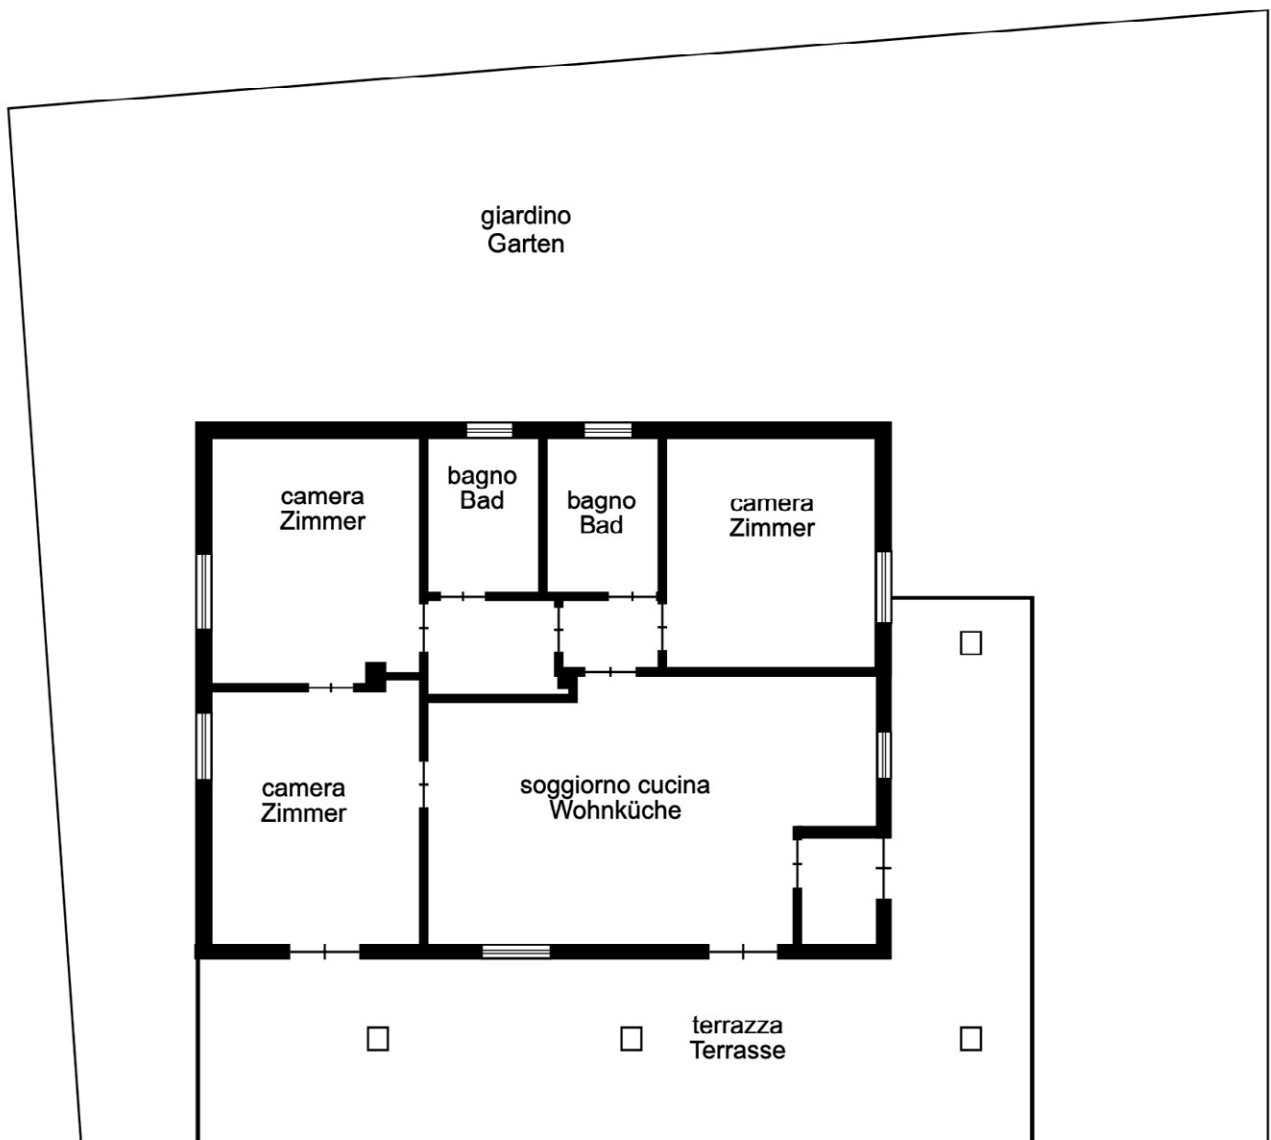 giardino
Garten
camera
Zimmer
bagno
Bad
bagno
Bad
camera
Zimmer
camera
Zimmer
soggiorno cucina
Wohnküche
terrazza
Terrasse